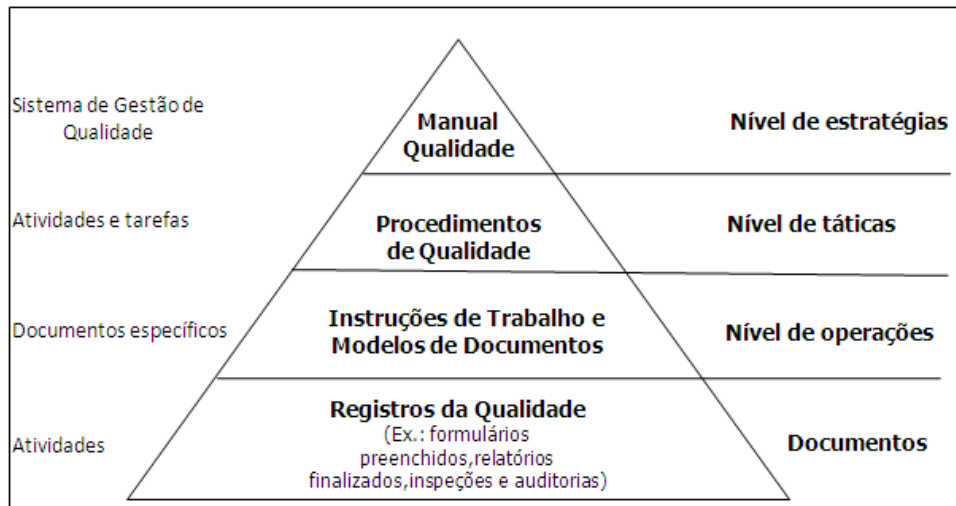 Sistema de Gestão de
Qualidade
Manual
Qualidade
Nível de estratégias
Atividades e tarefas
Procedimentos
de Qualidade
Nível de táticas
Documentos específicos
Instruções de Trabalho e
Modelos de Documentos
Nível de operações
Atividades
Registros da Qualidade
(Ex.: formulários
preenchidos,relatórios
finalizados,inspeções e auditorias)
Documentos